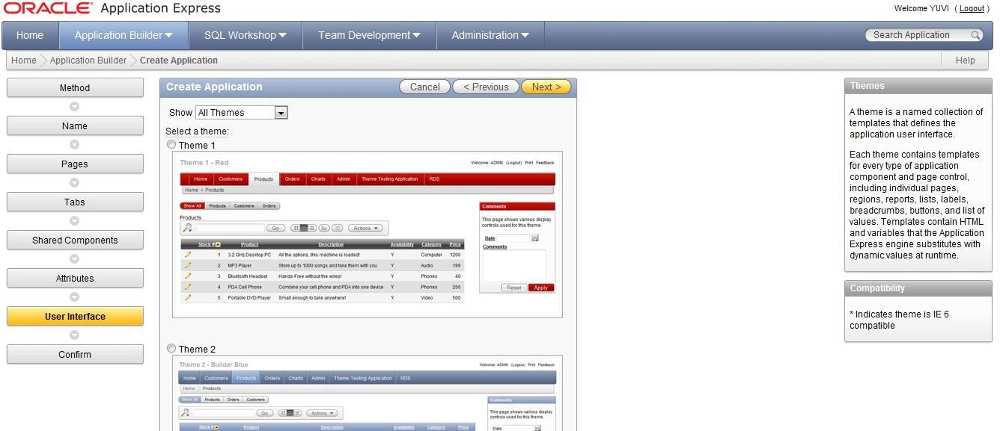 ORACLE Application Express
Welcome YUVI ( Logout )
Home Application Builder SQL Workshop Team Development Administration Search Application
Home Application Builder Create Application Help
Method
Name
Pages
Tabs
Shared Components
Attributes
User Interface
Confirm
Create Application Cancel < Previous Next >
Show All Themes
Select a theme:
Theme 1
Theme 1 - Red Welcome: ADMIN (Logout) Print Feedback
Home Customers Products Orders Charts Admin Theme Testing Application RDS
Home » Products
Show All Products Customers Orders
Products
Go Actions
Stock # Product Description Availability Category Price
1 3.2 GHz Desktop PC All the options, this machine is loaded! Y Computer 1200
2 MP3 Player Store up to 1000 songs and take them with you Y Audio 199
3 Bluetooth Headset Hands-Free without the wires! Y Phones 40
4 PDA Cell Phone Combine your cell phone and PDA into one device Y Phones 250
5 Portable DVD Player Small enough to take anywhere! Y Video 500
Comments
This page shows various display
controls used for this theme.
Date
Comments
Reset Apply
Theme 2
Theme 2 - Builder Blue Welcome: ADMIN (Logout) Print Feedback
Home Customers Products Orders Charts Admin Theme Testing Application RDS
Home Products
Show All Products Orders Customers
Go Actions
Stock # Product Description Availability Category Price
Comments
This page shows various display
controls used for this theme.
Date
Themes
A theme is a named collection of
templates that defines the
application user interface.
Each theme contains templates
for every type of application
component and page control,
including individual pages,
regions, reports, lists, labels,
breadcrumbs, buttons, and list of
values. Templates contain HTML
and variables that the Application
Express engine substitutes with
dynamic values at runtime.
Compatibility
* Indicates theme is IE 6
compatible